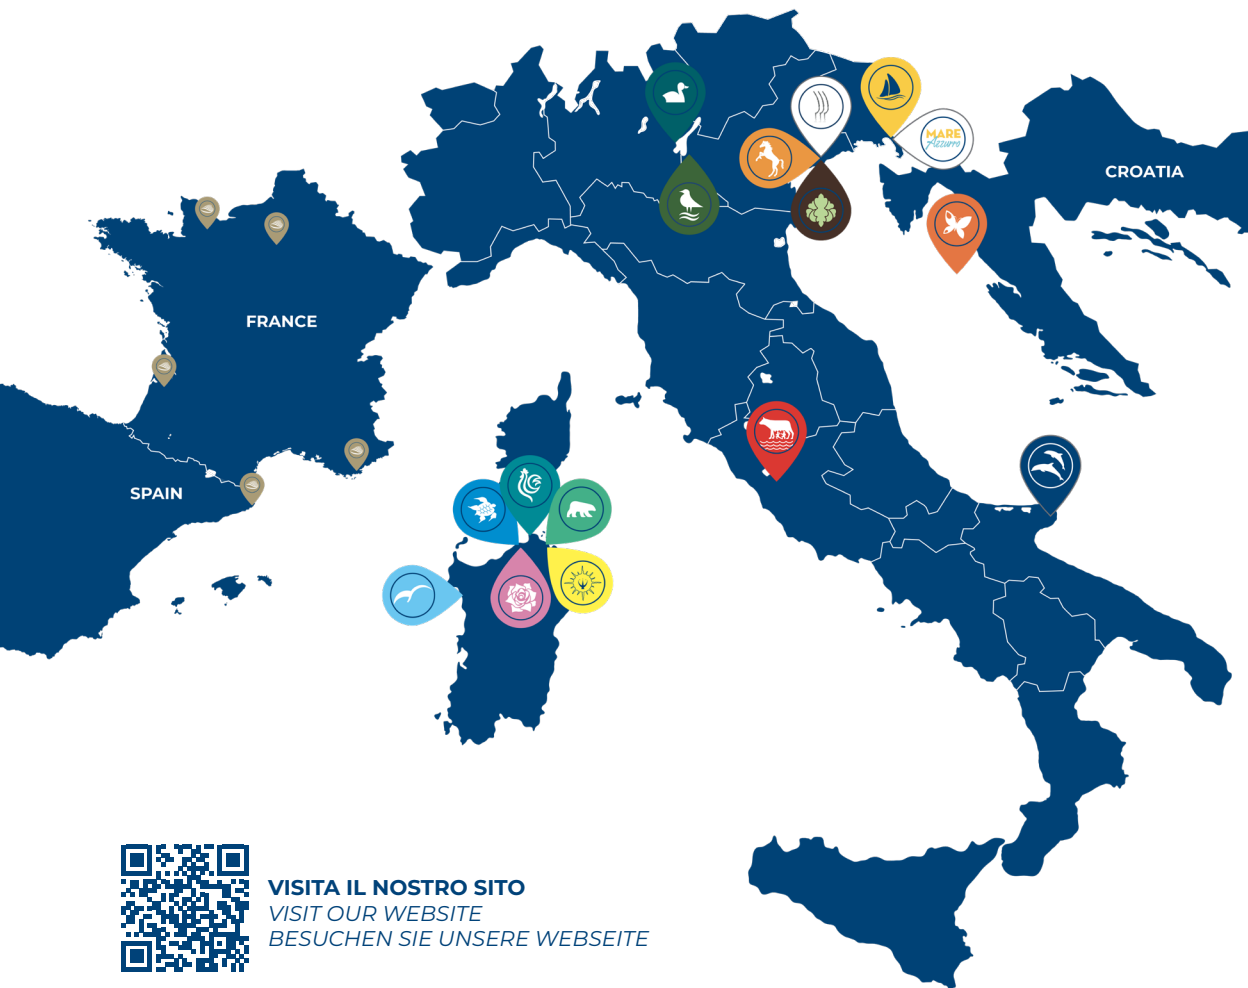 MARE
Azzurro
CROATIA
FRANCE
SPAIN
VISITA IL NOSTRO SITO
VISIT OUR WEBSITE
BESUCHEN SIE UNSERE WEBSEITE